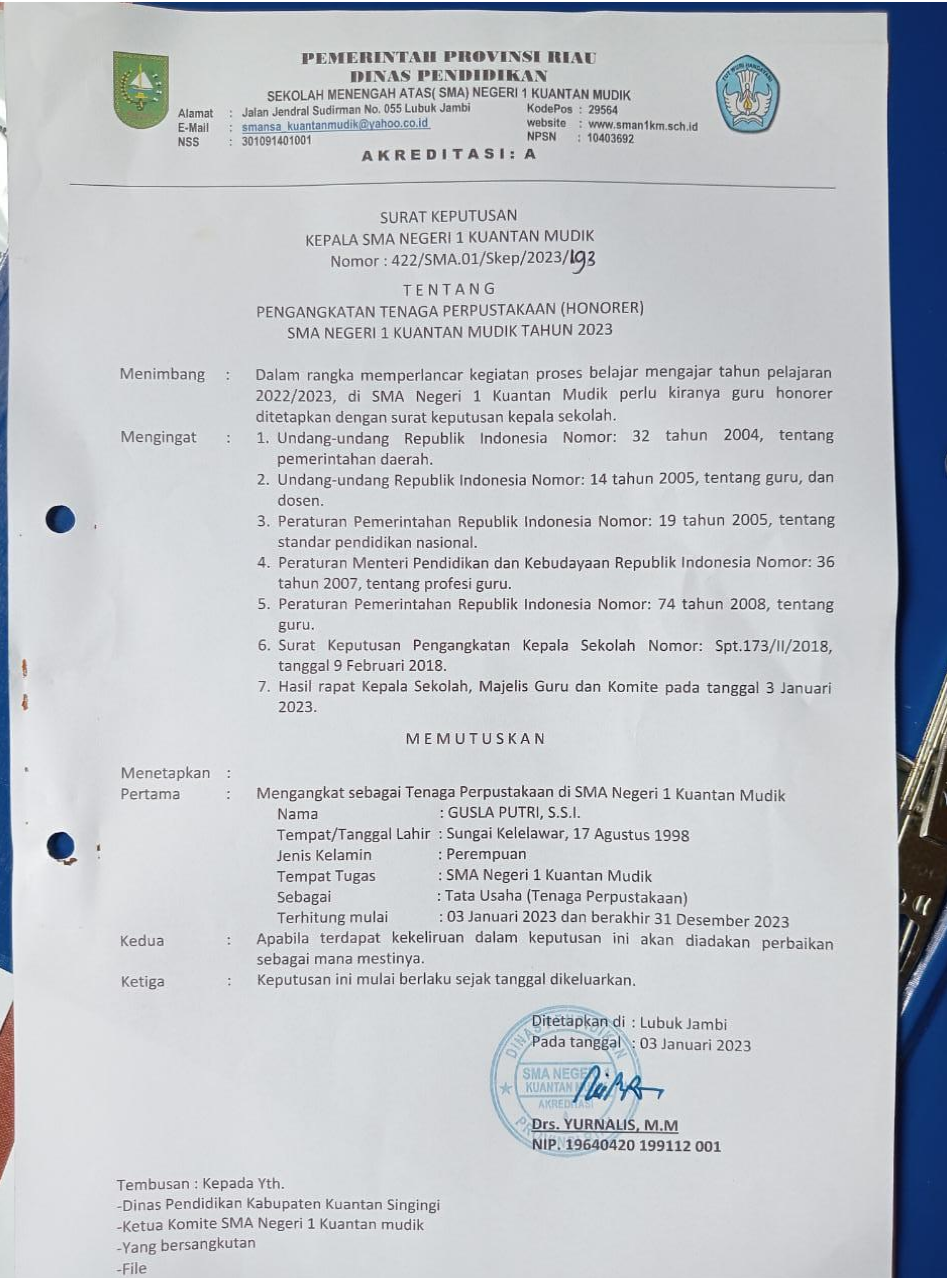 PEMERINTAH PROVINSI RIAU
DINAS PENDIDIKAN
SEKOLAH MENENGAH ATAS( SMA) NEGERI 1 KUANTAN MUDIK
Alamat : Jalan Jendral Sudirman No. 055 Lubuk Jambi KodePos : 29564
E-Mail : smansa_kuantanmudik@yahoo.co.id website : www.sman1km.sch.id
NSS : 301091401001 NPSN : 10403692
AKREDITASI: A
TUT WURI HANDAYANI
SURAT KEPUTUSAN
KEPALA SMA NEGERI 1 KUANTAN MUDIK
Nomor : 422/SMA.01/Skep/2023/193
T E N T A N G
PENGANGKATAN TENAGA PERPUSTAKAAN (HONORER)
SMA NEGERI 1 KUANTAN MUDIK TAHUN 2023
Menimbang : Dalam rangka memperlancar kegiatan proses belajar mengajar tahun pelajaran
2022/2023, di SMA Negeri 1 Kuantan Mudik perlu kiranya guru honorer
ditetapkan dengan surat keputusan kepala sekolah.
Mengingat : 1. Undang-undang Republik Indonesia Nomor: 32 tahun 2004, tentang
pemerintahan daerah.
2. Undang-undang Republik Indonesia Nomor: 14 tahun 2005, tentang guru, dan
dosen.
3. Peraturan Pemerintahan Republik Indonesia Nomor: 19 tahun 2005, tentang
standar pendidikan nasional.
4. Peraturan Menteri Pendidikan dan Kebudayaan Republik Indonesia Nomor: 36
tahun 2007, tentang profesi guru.
5. Peraturan Pemerintahan Republik Indonesia Nomor: 74 tahun 2008, tentang
guru.
6. Surat Keputusan Pengangkatan Kepala Sekolah Nomor: Spt.173/II/2018,
tanggal 9 Februari 2018.
7. Hasil rapat Kepala Sekolah, Majelis Guru dan Komite pada tanggal 3 Januari
2023.
M E M U T U S K A N
Menetapkan :
Pertama : Mengangkat sebagai Tenaga Perpustakaan di SMA Negeri 1 Kuantan Mudik
Nama : GUSLA PUTRI, S.S.I.
Tempat/Tanggal Lahir : Sungai Kelelawar, 17 Agustus 1998
Jenis Kelamin : Perempuan
Tempat Tugas : SMA Negeri 1 Kuantan Mudik
Sebagai : Tata Usaha (Tenaga Perpustakaan)
Terhitung mulai : 03 Januari 2023 dan berakhir 31 Desember 2023
Kedua : Apabila terdapat kekeliruan dalam keputusan ini akan diadakan perbaikan
sebagai mana mestinya.
Ketiga : Keputusan ini mulai berlaku sejak tanggal dikeluarkan.
Ditetapkan di : Lubuk Jambi
Pada tanggal : 03 Januari 2023
DINAS PENDIDIKAN
SMA NEGERI
KUANTAN
AKREDITASI
Drs. YURNALIS, M.M
NIP. 19640420 199112 001
Tembusan : Kepada Yth.
-Dinas Pendidikan Kabupaten Kuantan Singingi
-Ketua Komite SMA Negeri 1 Kuantan mudik
-Yang bersangkutan
-File